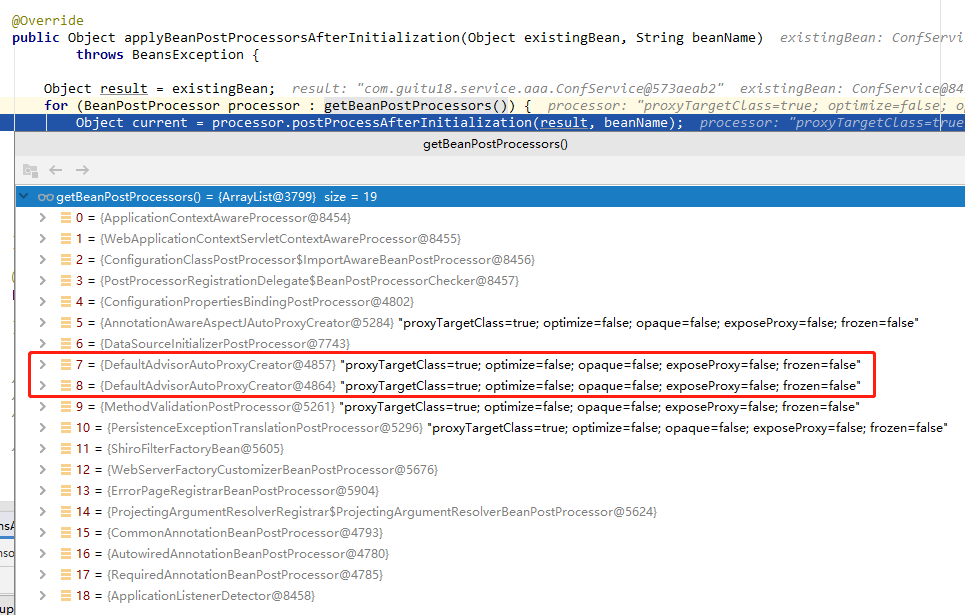 @Override
public Object applyBeanPostProcessorsAfterInitialization(Object existingBean, String beanName)  existingBean: ConfServi
throws BeansException {
Object result = existingBean;  result: "com.guitu18.service.aaa.ConfService@573aeab2"  existingBean: ConfService@84
for (BeanPostProcessor processor : getBeanPostProcessors()) {  processor: "proxyTargetClass=true; optimize=false; o
Object current = processor.postProcessAfterInitialization(result, beanName);  processor: "proxyTargetClass=true
getBeanPostProcessors()
getBeanPostProcessors() = {ArrayList@3799} size = 19
0 = {ApplicationContextAwareProcessor@8454}
1 = {WebApplicationContextServletContextAwareProcessor@8455}
2 = {ConfigurationClassPostProcessor$ImportAwareBeanPostProcessor@8456}
3 = {PostProcessorRegistrationDelegate$BeanPostProcessorChecker@8457}
4 = {ConfigurationPropertiesBindingPostProcessor@4802}
5 = {AnnotationAwareAspectJAutoProxyCreator@5284} "proxyTargetClass=true; optimize=false; opaque=false; exposeProxy=false; frozen=false"
6 = {DataSourceInitializerPostProcessor@7743}
7 = {DefaultAdvisorAutoProxyCreator@4857} "proxyTargetClass=true; optimize=false; opaque=false; exposeProxy=false; frozen=false"
8 = {DefaultAdvisorAutoProxyCreator@4864} "proxyTargetClass=true; optimize=false; opaque=false; exposeProxy=false; frozen=false"
9 = {MethodValidationPostProcessor@5261} "proxyTargetClass=true; optimize=false; opaque=false; exposeProxy=false; frozen=false"
10 = {PersistenceExceptionTranslationPostProcessor@5296} "proxyTargetClass=true; optimize=false; opaque=false; exposeProxy=false; frozen=false"
11 = {ShiroFilterFactoryBean@5605}
12 = {WebServerFactoryCustomizerBeanPostProcessor@5676}
13 = {ErrorPageRegistrarBeanPostProcessor@5904}
14 = {ProjectingArgumentResolverRegistrar$ProjectingArgumentResolverBeanPostProcessor@5624}
15 = {CommonAnnotationBeanPostProcessor@4793}
16 = {AutowiredAnnotationBeanPostProcessor@4780}
17 = {RequiredAnnotationBeanPostProcessor@4785}
18 = {ApplicationListenerDetector@8458}